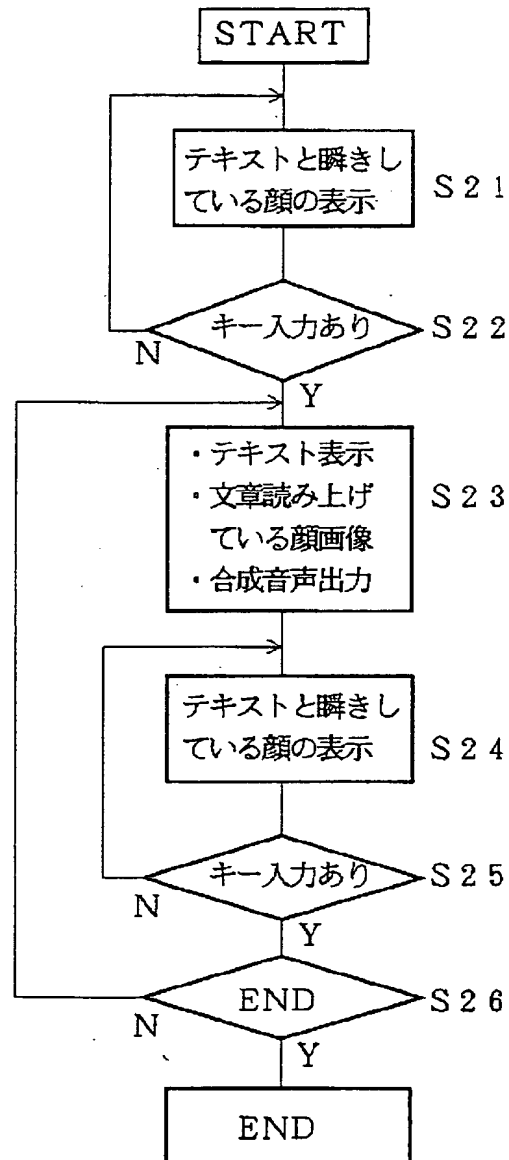 START
テキストと瞬きし
ている顔の表示
S21
キー入力あり
S22
N
Y
・テキスト表示
・文章読み上げ
ている顔画像
・合成音声出力
S23
テキストと瞬きし
ている顔の表示
S24
キー入力あり
S25
N
Y
END
S26
N
Y
END